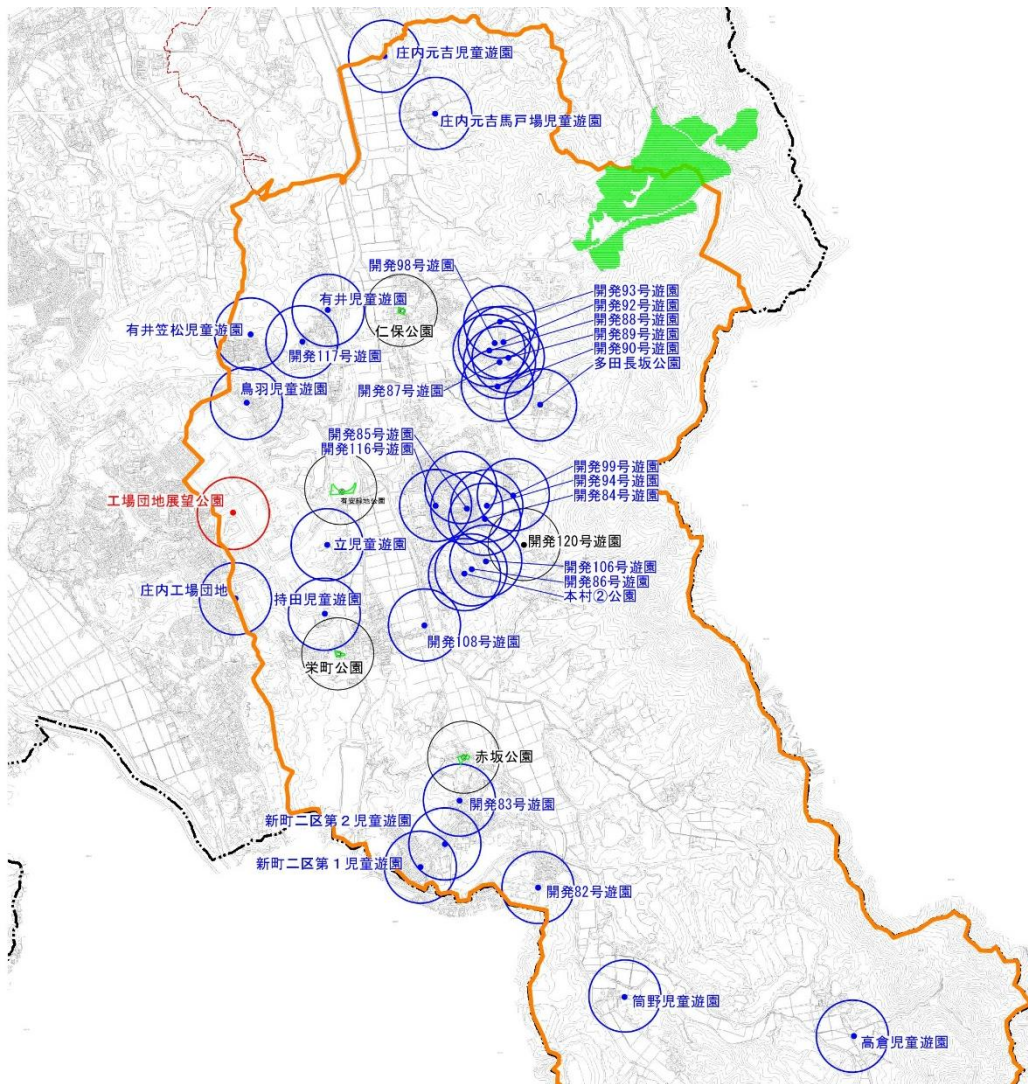 庄内元吉児童遊園
庄内元吉馬戸場児童遊園
開発98号遊園
開発93号遊園
有井児童遊園
開発92号遊園
仁保公園
開発88号遊園
有井笠松児童遊園
開発89号遊園
開発117号遊園
開発90号遊園
多田長坂公園
鳥羽児童遊園
開発87号遊園
開発85号遊園
開発116号遊園
開発99号遊園
開発94号遊園
開発84号遊園
工場団地展望公園
有安緑地公園
立児童遊園
開発120号遊園
開発106号遊園
開発86号遊園
本村②公園
庄内工場団地
持田児童遊園
開発108号遊園
栄町公園
赤坂公園
開発83号遊園
新町二区第2児童遊園
新町二区第1児童遊園
開発82号遊園
筒野児童遊園
高倉児童遊園